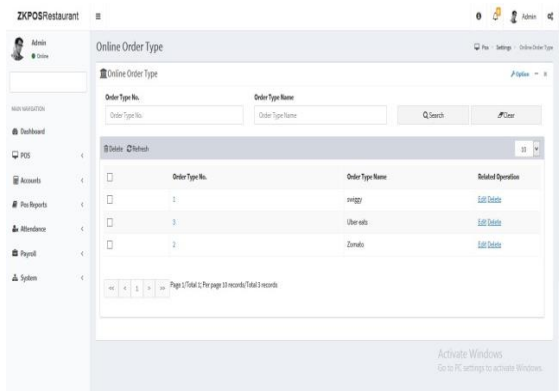 ZKPOSRestaurant
Admin
Admin
Online
Online Order Type
Pos - Settings - Online Order Type
Online Order Type
Option
Order Type No.
Order Type Name
Order Type No.
Order Type Name
Search
Clear
MAIN NAVIGATION
Dashboard
POS
Accounts
Pos Reports
Attendance
Payroll
System
Delete Refresh
10
Order Type No.
Order Type Name
Related Operation
1
swiggy
Edit Delete
3
Uber eats
Edit Delete
2
Zomato
Edit Delete
<< < 1 > >> Page 1/Total 1; Per page 10 records/Total 3 records
Activate Windows
Go to PC settings to activate Windows.